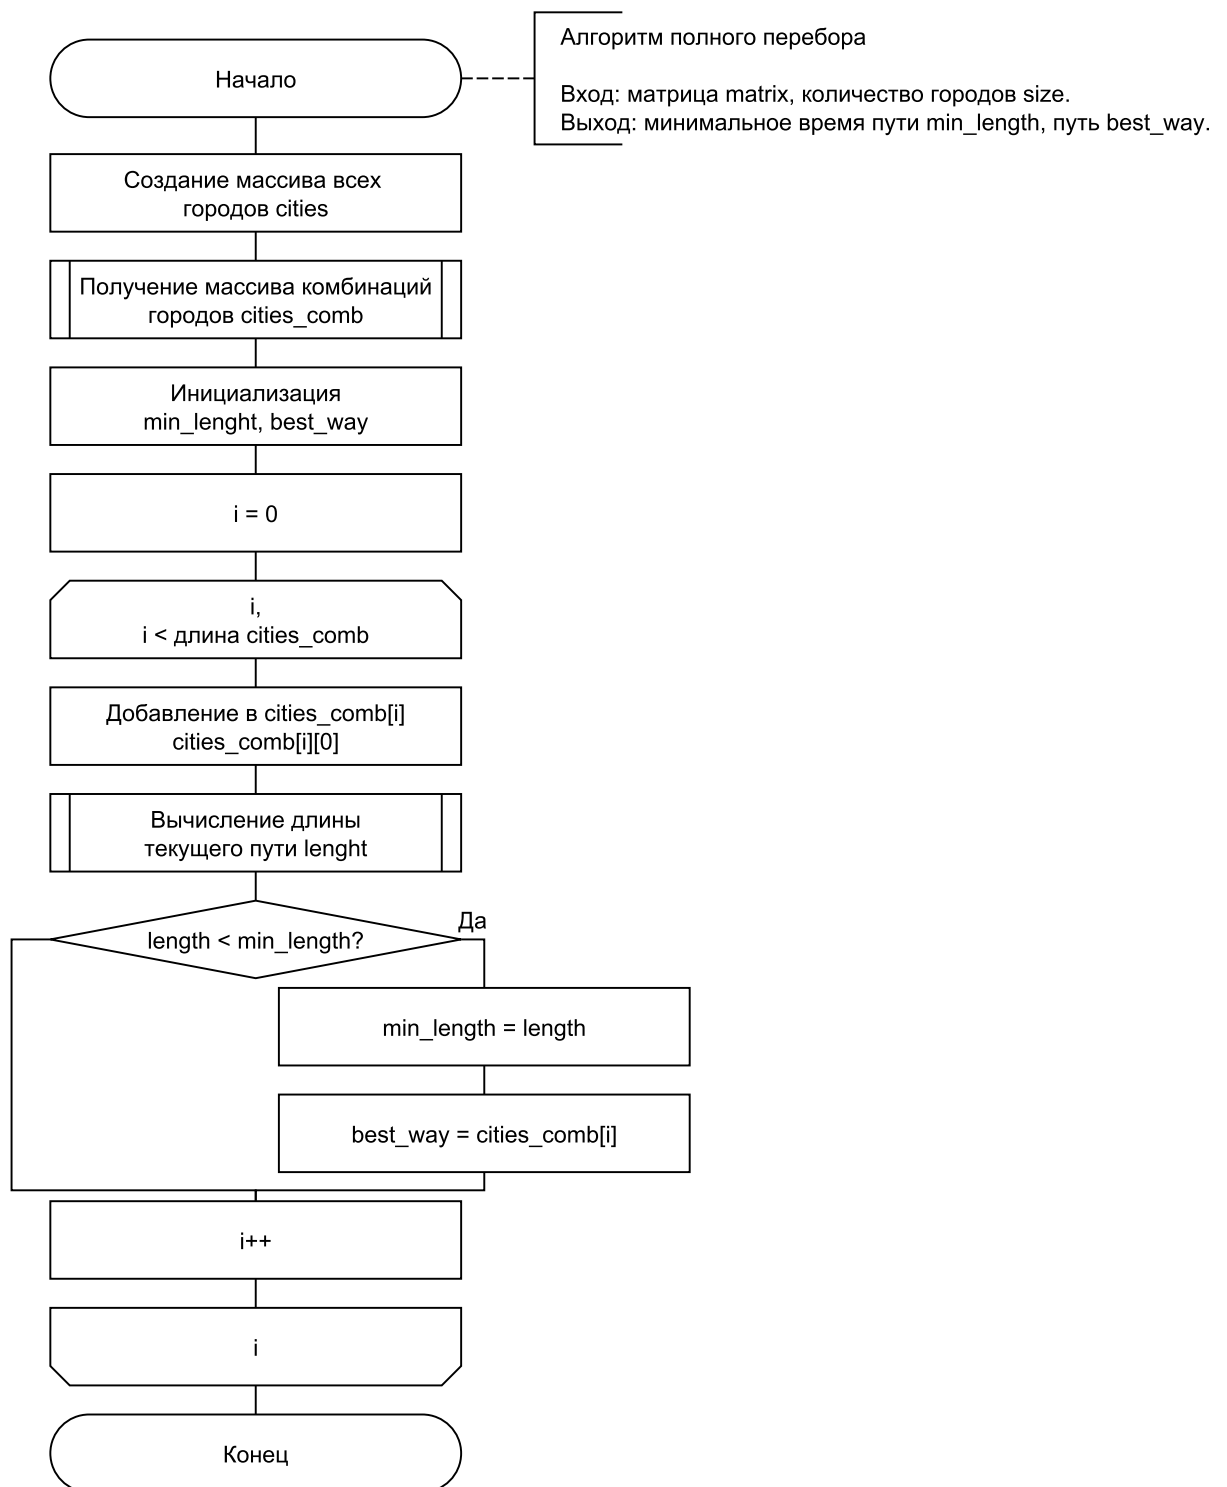 Начало
Алгоритм полного перебора
Вход: матрица matrix, количество городов size.
Выход: минимальное время пути min_length, путь best_way.
Создание массива всех
городов cities
Получение массива комбинаций
городов cities_comb
Инициализация
min_lenght, best_way
i = 0
i,
i < длина cities_comb
Добавление в cities_comb[i]
cities_comb[i][0]
Вычисление длины
текущего пути lenght
Да
length < min_length?
min_length = length
best_way = cities_comb[i]
i++
i
Конец